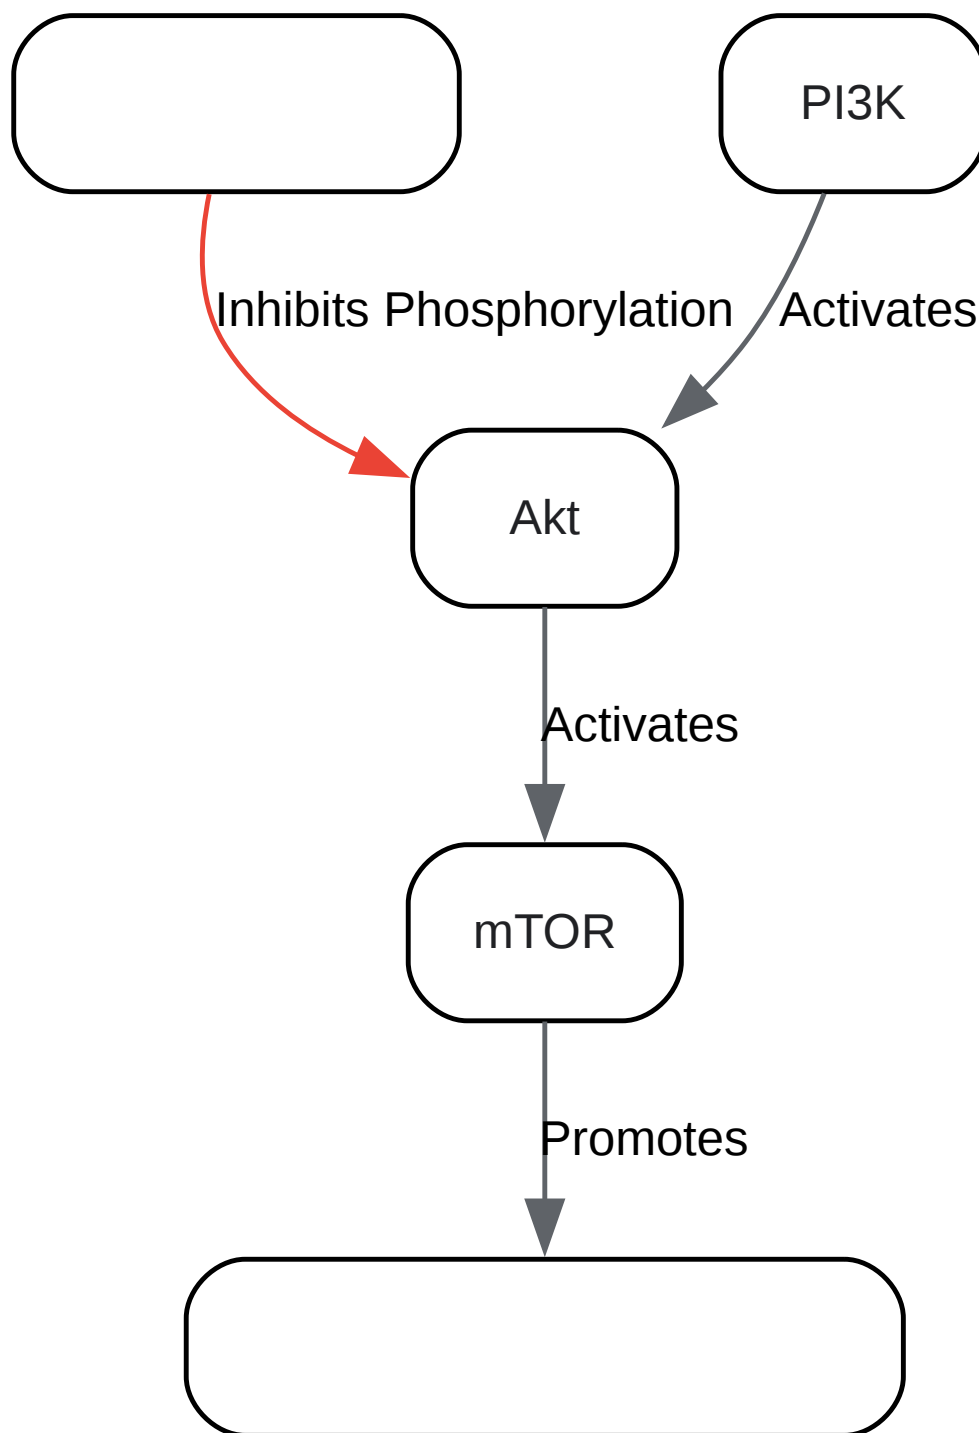 PI3K
Inhibits Phosphorylation
Activates
Akt
Activates
mTOR
Promotes